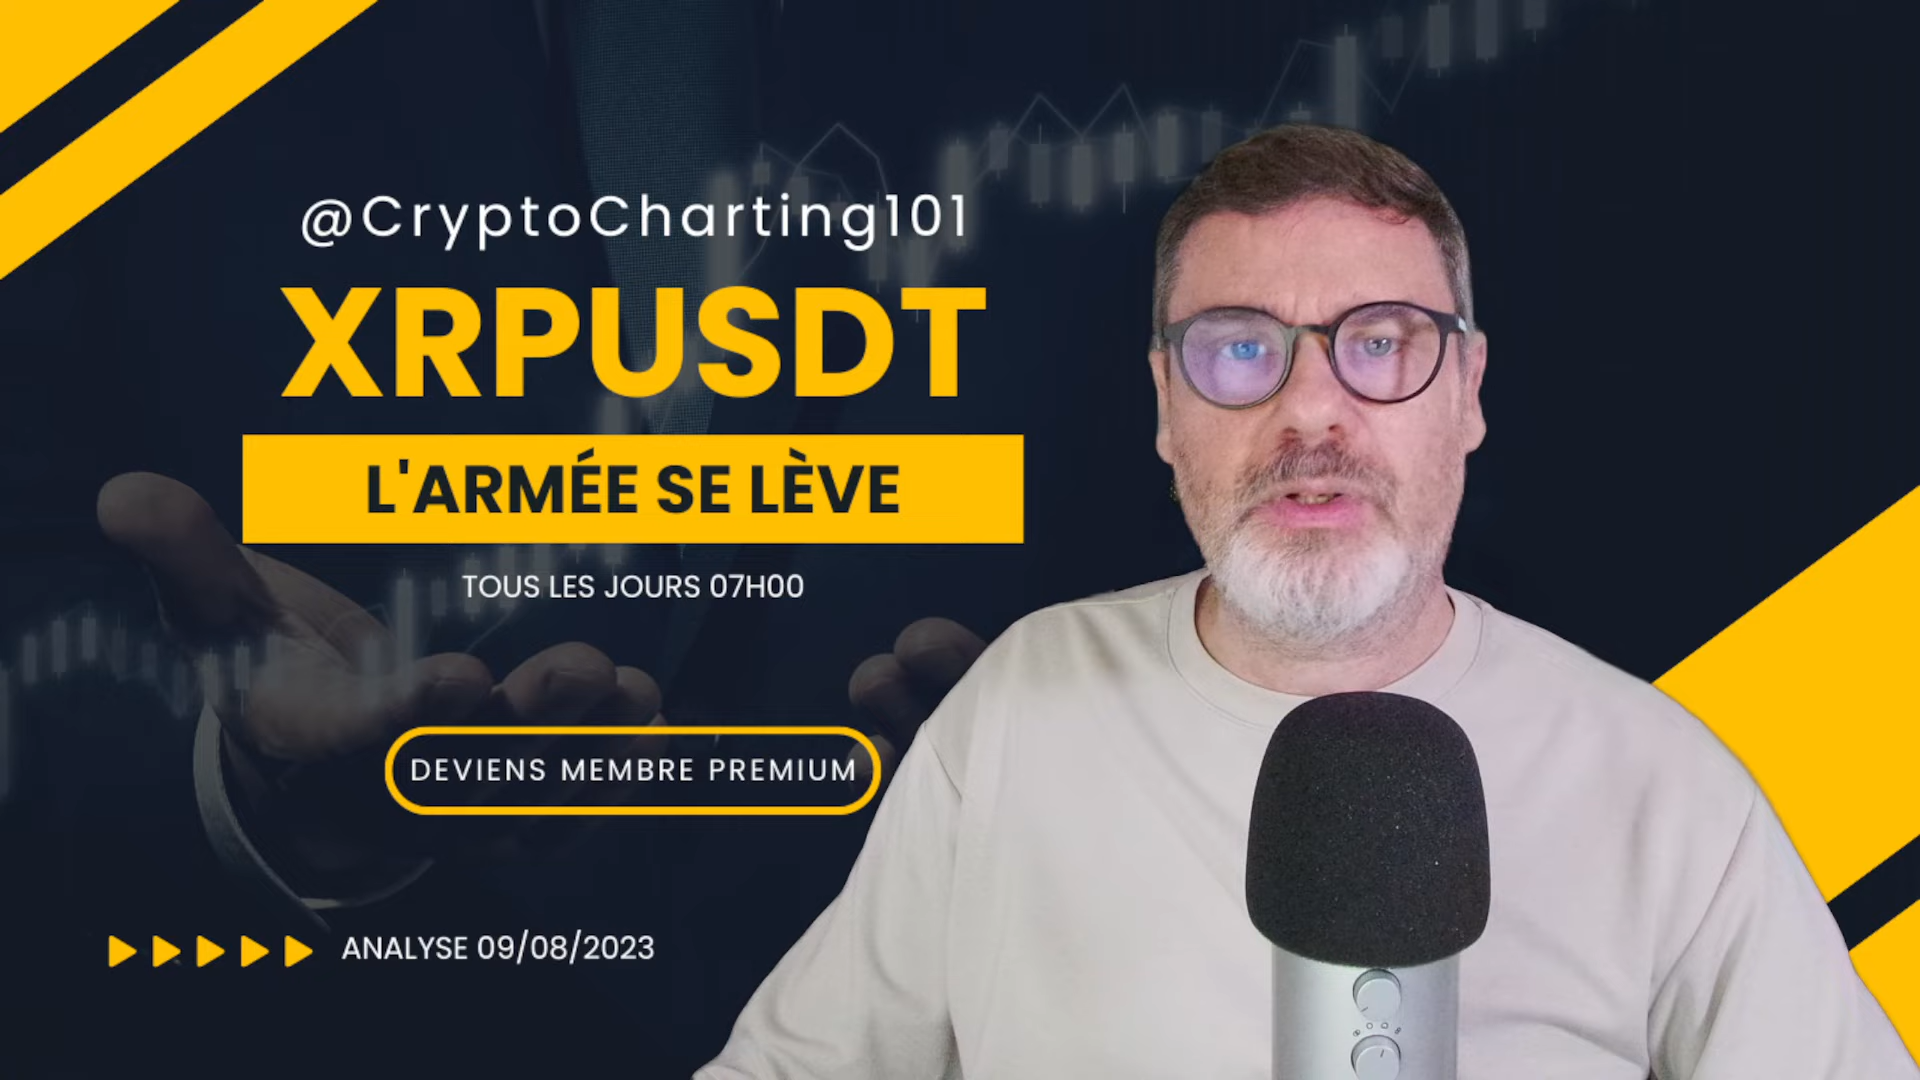 @CryptoCharting101
XRPUSDT
L'ARMÉE SE LÈVE
TOUS LES JOURS 07H00
DEVIENS MEMBRE PREMIUM
ANALYSE 09/08/2023